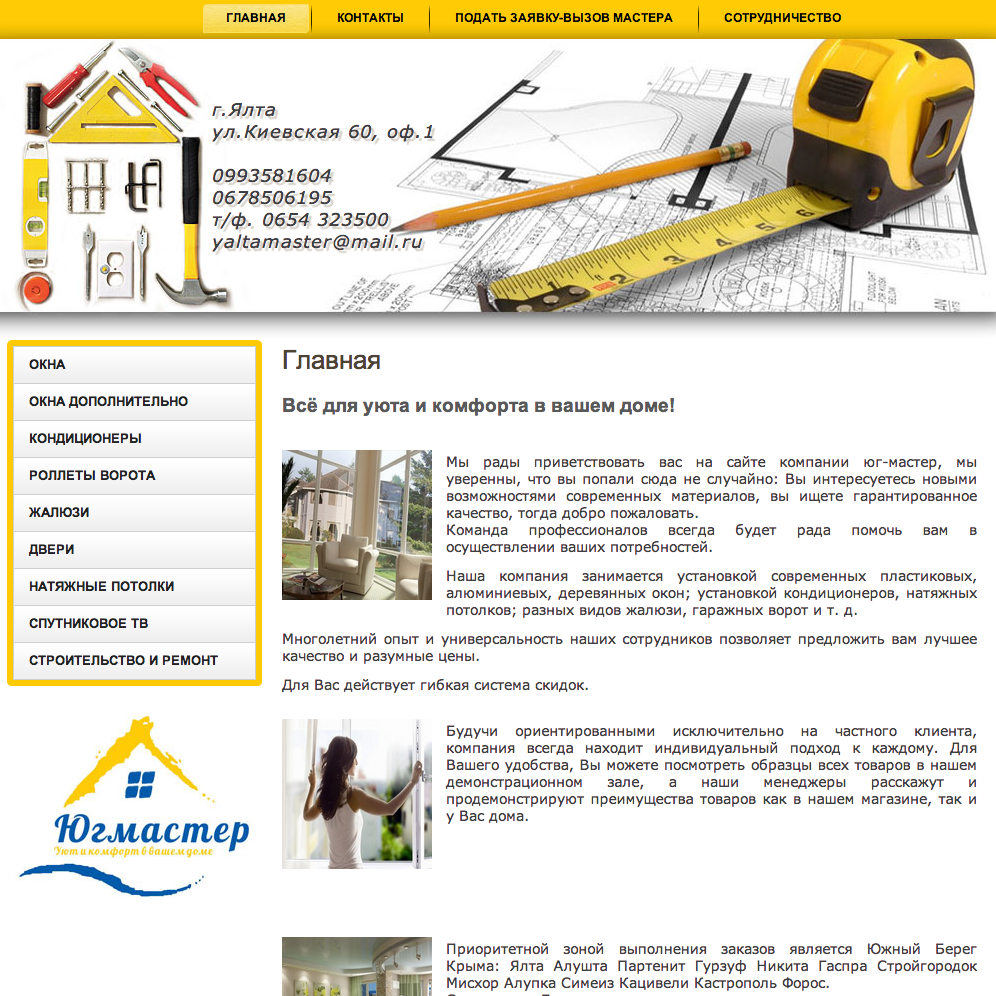 ГЛАВНАЯ КОНТАКТЫ ПОДАТЬ ЗАЯВКУ-ВЫЗОВ МАСТЕРА СОТРУДНИЧЕСТВО
г.Ялта
ул.Киевская 60, оф.1
0993581604
0678506195
т/ф. 0654 323500
yaltamaster@mail.ru
1 2 3 4 5 6
ОКНА
ОКНА ДОПОЛНИТЕЛЬНО
КОНДИЦИОНЕРЫ
РОЛЛЕТЫ ВОРОТА
ЖАЛЮЗИ
ДВЕРИ
НАТЯЖНЫЕ ПОТОЛКИ
СПУТНИКОВОЕ ТВ
СТРОИТЕЛЬСТВО И РЕМОНТ
Югмастер
Уют и комфорт в вашем доме
Главная
Всё для уюта и комфорта в вашем доме!
Мы рады приветствовать вас на сайте компании юг-мастер, мы
уверенны, что вы попали сюда не случайно: Вы интересуетесь новыми
возможностями современных материалов, вы ищете гарантированное
качество, тогда добро пожаловать.
Команда профессионалов всегда будет рада помочь вам в
осуществлении ваших потребностей.
Наша компания занимается установкой современных пластиковых,
алюминиевых, деревянных окон; установкой кондиционеров, натяжных
потолков; разных видов жалюзи, гаражных ворот и т. д.
Многолетний опыт и универсальность наших сотрудников позволяет предложить вам лучшее
качество и разумные цены.
Для Вас действует гибкая система скидок.
Будучи ориентированными исключительно на частного клиента,
компания всегда находит индивидуальный подход к каждому. Для
Вашего удобства, Вы можете посмотреть образцы всех товаров в нашем
демонстрационном зале, а наши менеджеры расскажут и
продемонстрируют преимущества товаров как в нашем магазине, так и
у Вас дома.
Приоритетной зоной выполнения заказов является Южный Берег
Крыма: Ялта Алушта Партенит Гурзуф Никита Гаспра Стройгородок
Мисхор Алупка Симеиз Кацивели Кастрополь Форос.